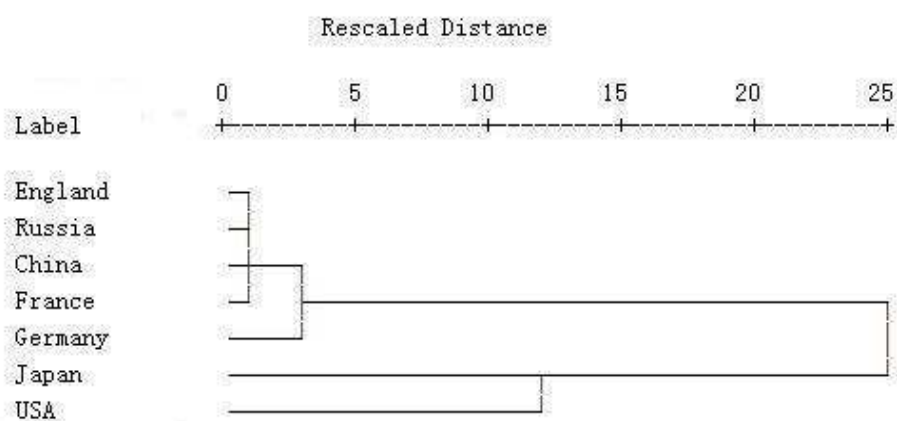 Rescaled Distance
0 5 10 15 20 25
Label
England
Russia
China
France
Germany
Japan
USA